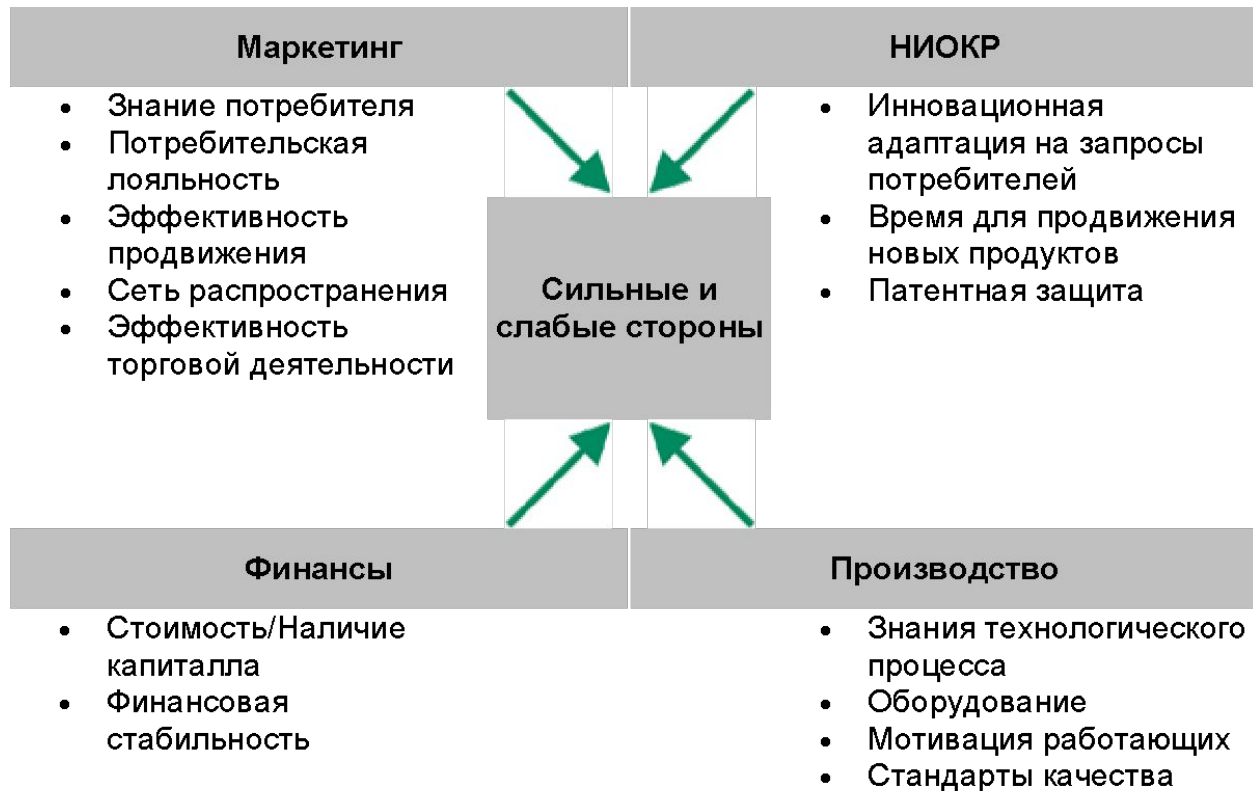 Маркетинг
• Знание потребителя
• Потребительская
лояльность
• Эффективность
продвижения
• Сеть распространения
• Эффективность
торговой деятельности
НИОКР
• Инновационная
адаптация на запросы
потребителей
• Время для продвижения
новых продуктов
• Патентная защита
Сильные и
слабые стороны
Финансы
• Стоимость/Наличие
капиталла
• Финансовая
стабильность
Производство
• Знания технологического
процесса
• Оборудование
• Мотивация работающих
• Стандарты качества